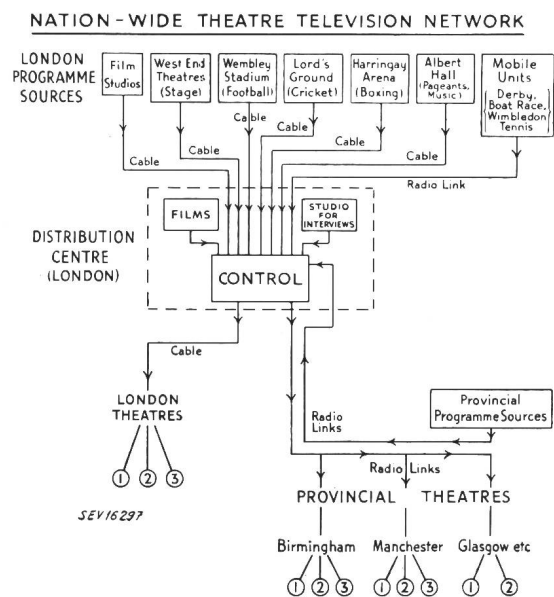 NATION-WIDE THEATRE TELEVISION NETWORK
LONDON
PROGRAMME
SOURCES
Film
Studios
West End
Theatres
(Stage)
Wembley
Stadium
(Football)
Lord's
Ground
(Cricket)
Harringay
Arena
(Boxing)
Albert
Hall
(Pageants,
Music)
Mobile
Units
{Derby,
Boat Race,
Wimbledon
Tennis}
Cable
Cable
Cable
Cable
Cable
Cable
Radio Link
DISTRIBUTION
CENTRE
(LONDON)
FILMS
STUDIO
FOR
INTERVIEWS
CONTROL
Cable
LONDON
THEATRES
1 2 3
Radio
Links
Provincial
Programme Sources
Radio Links
PROVINCIAL THEATRES
Birmingham Manchester Glasgow etc
1 2 3 1 2 3 1 2
SEV 16297